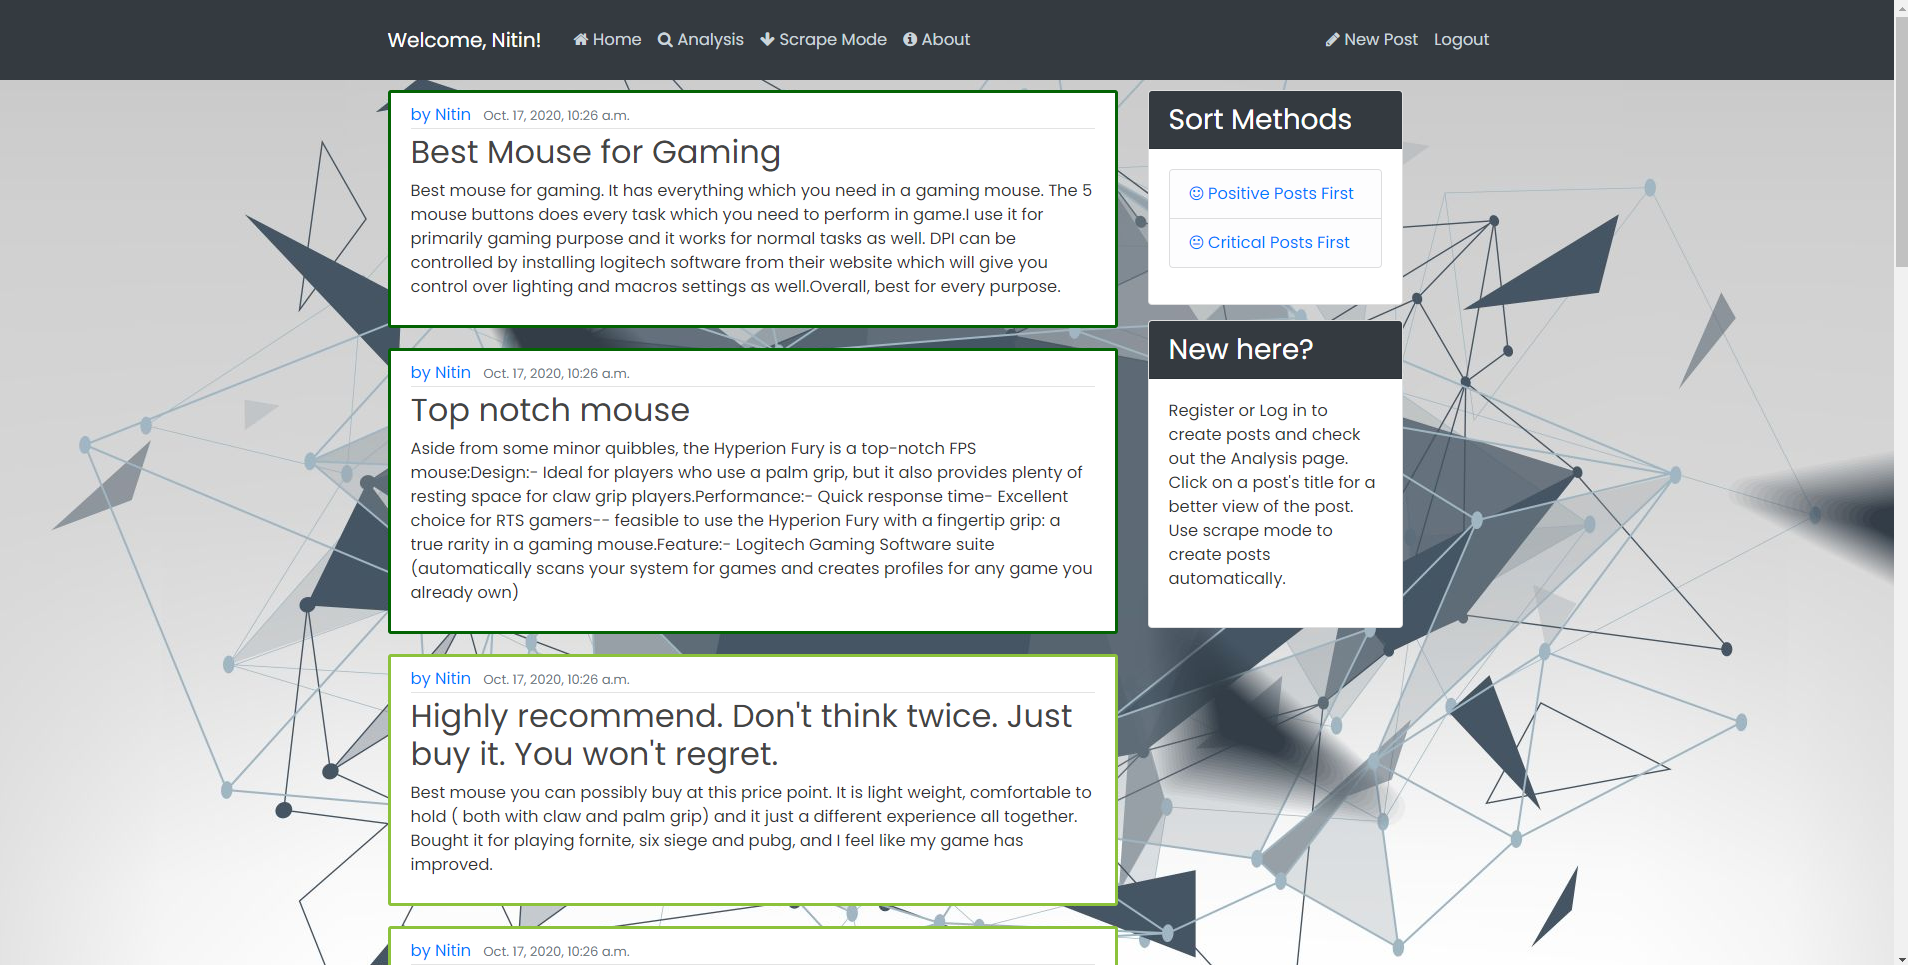 Welcome, Nitin!
Home
Analysis
Scrape Mode
About
New Post
Logout
by Nitin Oct. 17, 2020, 10:26 a.m.
Best Mouse for Gaming
Best mouse for gaming. It has everything which you need in a gaming mouse. The 5
mouse buttons does every task which you need to perform in game.I use it for
primarily gaming purpose and it works for normal tasks as well. DPI can be
controlled by installing logitech software from their website which will give you
control over lighting and macros settings as well.Overall, best for every purpose.
by Nitin Oct. 17, 2020, 10:26 a.m.
Top notch mouse
Aside from some minor quibbles, the Hyperion Fury is a top-notch FPS
mouse:Design:- Ideal for players who use a palm grip, but it also provides plenty of
resting space for claw grip players.Performance:- Quick response time- Excellent
choice for RTS gamers-- feasible to use the Hyperion Fury with a fingertip grip: a
true rarity in a gaming mouse.Feature:- Logitech Gaming Software suite
(automatically scans your system for games and creates profiles for any game you
already own)
by Nitin Oct. 17, 2020, 10:26 a.m.
Highly recommend. Don't think twice. Just
buy it. You won't regret.
Best mouse you can possibly buy at this price point. It is light weight, comfortable to
hold ( both with claw and palm grip) and it just a different experience all together.
Bought it for playing fornite, six siege and pubg, and I feel like my game has
improved.
by Nitin Oct. 17, 2020, 10:26 a.m.
Sort Methods
Positive Posts First
Critical Posts First
New here?
Register or Log in to
create posts and check
out the Analysis page.
Click on a post's title for a
better view of the post.
Use scrape mode to
create posts
automatically.